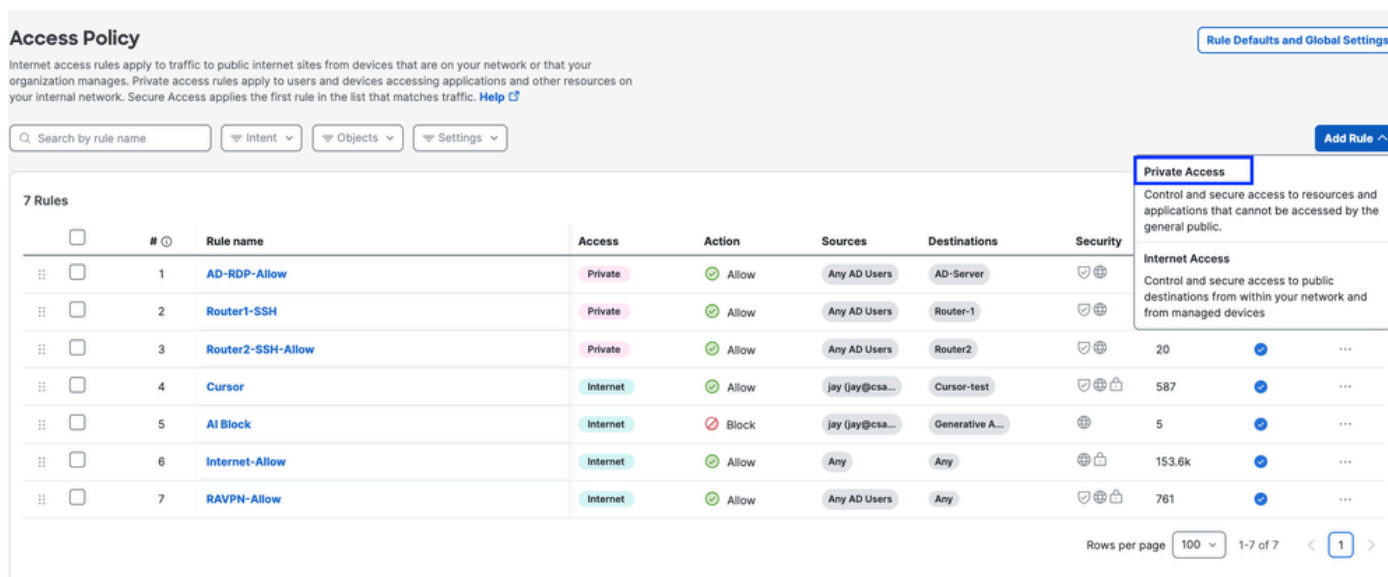 Access Policy
Rule Defaults and Global Settings
Internet access rules apply to traffic to public internet sites from devices that are on your network or that your
organization manages. Private access rules apply to users and devices accessing applications and other resources on
your internal network. Secure Access applies the first rule in the list that matches traffic. Help
Search by rule name
Intent
Objects
Settings
Add Rule
Private Access
Control and secure access to resources and
applications that cannot be accessed by the
general public.
Internet Access
Control and secure access to public
destinations from within your network and
from managed devices
7 Rules
# Rule name Access Action Sources Destinations Security
1 AD-RDP-Allow Private Allow Any AD Users AD-Server
2 Router1-SSH Private Allow Any AD Users Router-1
3 Router2-SSH-Allow Private Allow Any AD Users Router2 20 ...
4 Cursor Internet Allow jay (jay@csa... Cursor-test 587 ...
5 AI Block Internet Block jay (jay@csa... Generative A... 5 ...
6 Internet-Allow Internet Allow Any Any 153.6k ...
7 RAVPN-Allow Internet Allow Any AD Users Any 761 ...
Rows per page 100 1-7 of 7 < 1 >